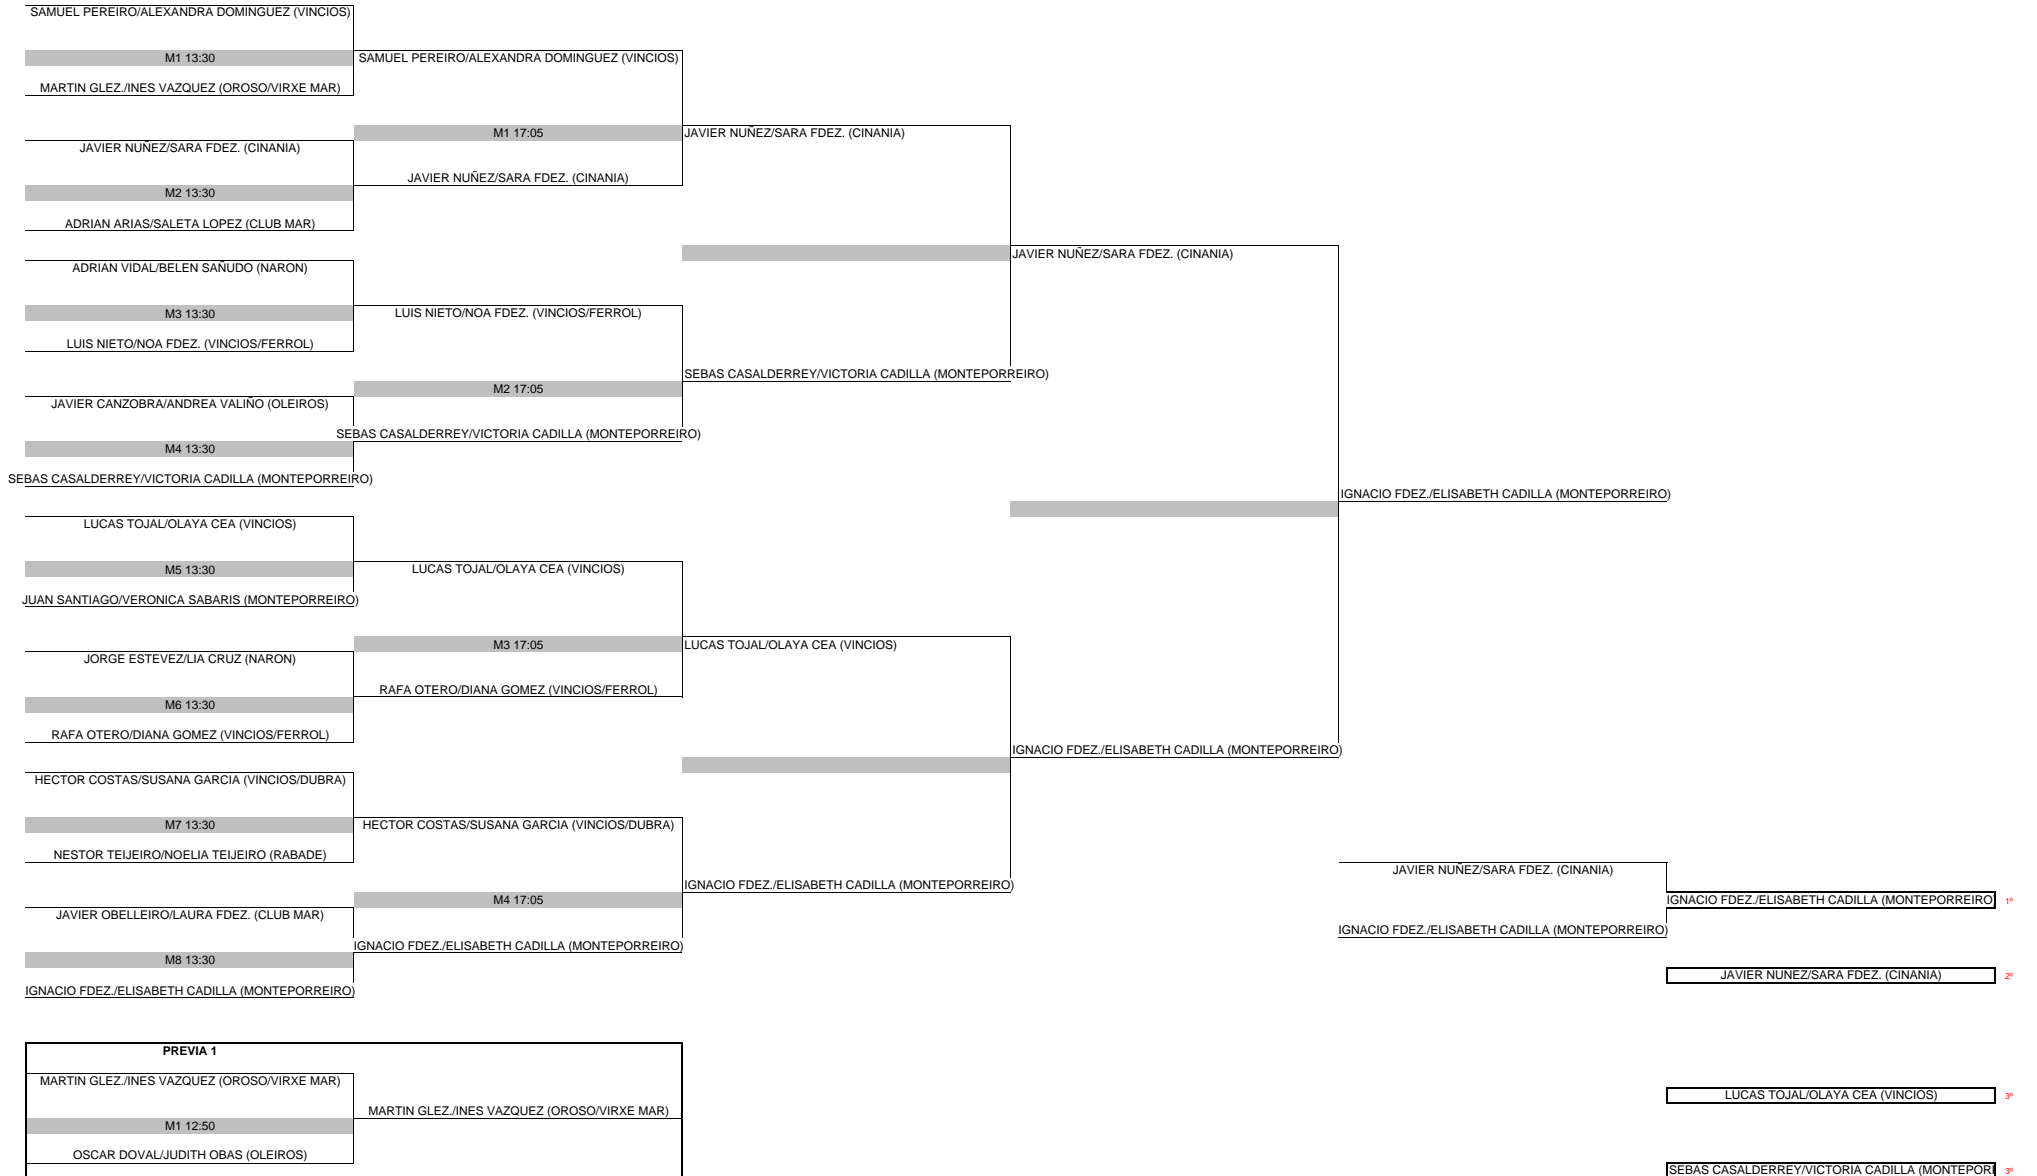 SAMUEL PEREIRO/ALEXANDRA DOMINGUEZ (VINCIOS)
M1 13:30
SAMUEL PEREIRO/ALEXANDRA DOMINGUEZ (VINCIOS)
MARTIN GLEZ./INES VAZQUEZ (OROSO/VIRXE MAR)
M1 17:05
JAVIER NUÑEZ/SARA FDEZ. (CINANIA)
JAVIER NUÑEZ/SARA FDEZ. (CINANIA)
JAVIER NUÑEZ/SARA FDEZ. (CINANIA)
M2 13:30
ADRIAN ARIAS/SALETA LOPEZ (CLUB MAR)
JAVIER NUÑEZ/SARA FDEZ. (CINANIA)
ADRIAN VIDAL/BELEN SAÑUDO (NARON)
M3 13:30
LUIS NIETO/NOA FDEZ. (VINCIOS/FERROL)
LUIS NIETO/NOA FDEZ. (VINCIOS/FERROL)
SEBAS CASALDERREY/VICTORIA CADILLA (MONTEPORREIRO)
M2 17:05
JAVIER CANZOBRA/ANDREA VALIÑO (OLEIROS)
SEBAS CASALDERREY/VICTORIA CADILLA (MONTEPORREIRO)
M4 13:30
SEBAS CASALDERREY/VICTORIA CADILLA (MONTEPORREIRO)
IGNACIO FDEZ./ELISABETH CADILLA (MONTEPORREIRO)
LUCAS TOJAL/OLAYA CEA (VINCIOS)
M5 13:30
LUCAS TOJAL/OLAYA CEA (VINCIOS)
JUAN SANTIAGO/VERONICA SABARIS (MONTEPORREIRO)
M3 17:05
LUCAS TOJAL/OLAYA CEA (VINCIOS)
JORGE ESTEVEZ/LIA CRUZ (NARON)
RAFA OTERO/DIANA GOMEZ (VINCIOS/FERROL)
M6 13:30
RAFA OTERO/DIANA GOMEZ (VINCIOS/FERROL)
IGNACIO FDEZ./ELISABETH CADILLA (MONTEPORREIRO)
HECTOR COSTAS/SUSANA GARCIA (VINCIOS/DUBRA)
M7 13:30
HECTOR COSTAS/SUSANA GARCIA (VINCIOS/DUBRA)
NESTOR TEIJEIRO/NOELIA TEIJEIRO (RABADE)
JAVIER NUÑEZ/SARA FDEZ. (CINANIA)
IGNACIO FDEZ./ELISABETH CADILLA (MONTEPORREIRO)
M4 17:05
IGNACIO FDEZ./ELISABETH CADILLA (MONTEPORREIRO) 1º
JAVIER OBELLEIRO/LAURA FDEZ. (CLUB MAR)
IGNACIO FDEZ./ELISABETH CADILLA (MONTEPORREIRO)
IGNACIO FDEZ./ELISABETH CADILLA (MONTEPORREIRO)
M8 13:30
JAVIER NUÑEZ/SARA FDEZ. (CINANIA) 2º
IGNACIO FDEZ./ELISABETH CADILLA (MONTEPORREIRO)
PREVIA 1
MARTIN GLEZ./INES VAZQUEZ (OROSO/VIRXE MAR)
LUCAS TOJAL/OLAYA CEA (VINCIOS) 3º
MARTIN GLEZ./INES VAZQUEZ (OROSO/VIRXE MAR)
M1 12:50
OSCAR DOVAL/JUDITH OBAS (OLEIROS)
SEBAS CASALDERREY/VICTORIA CADILLA (MONTEPORR 3º